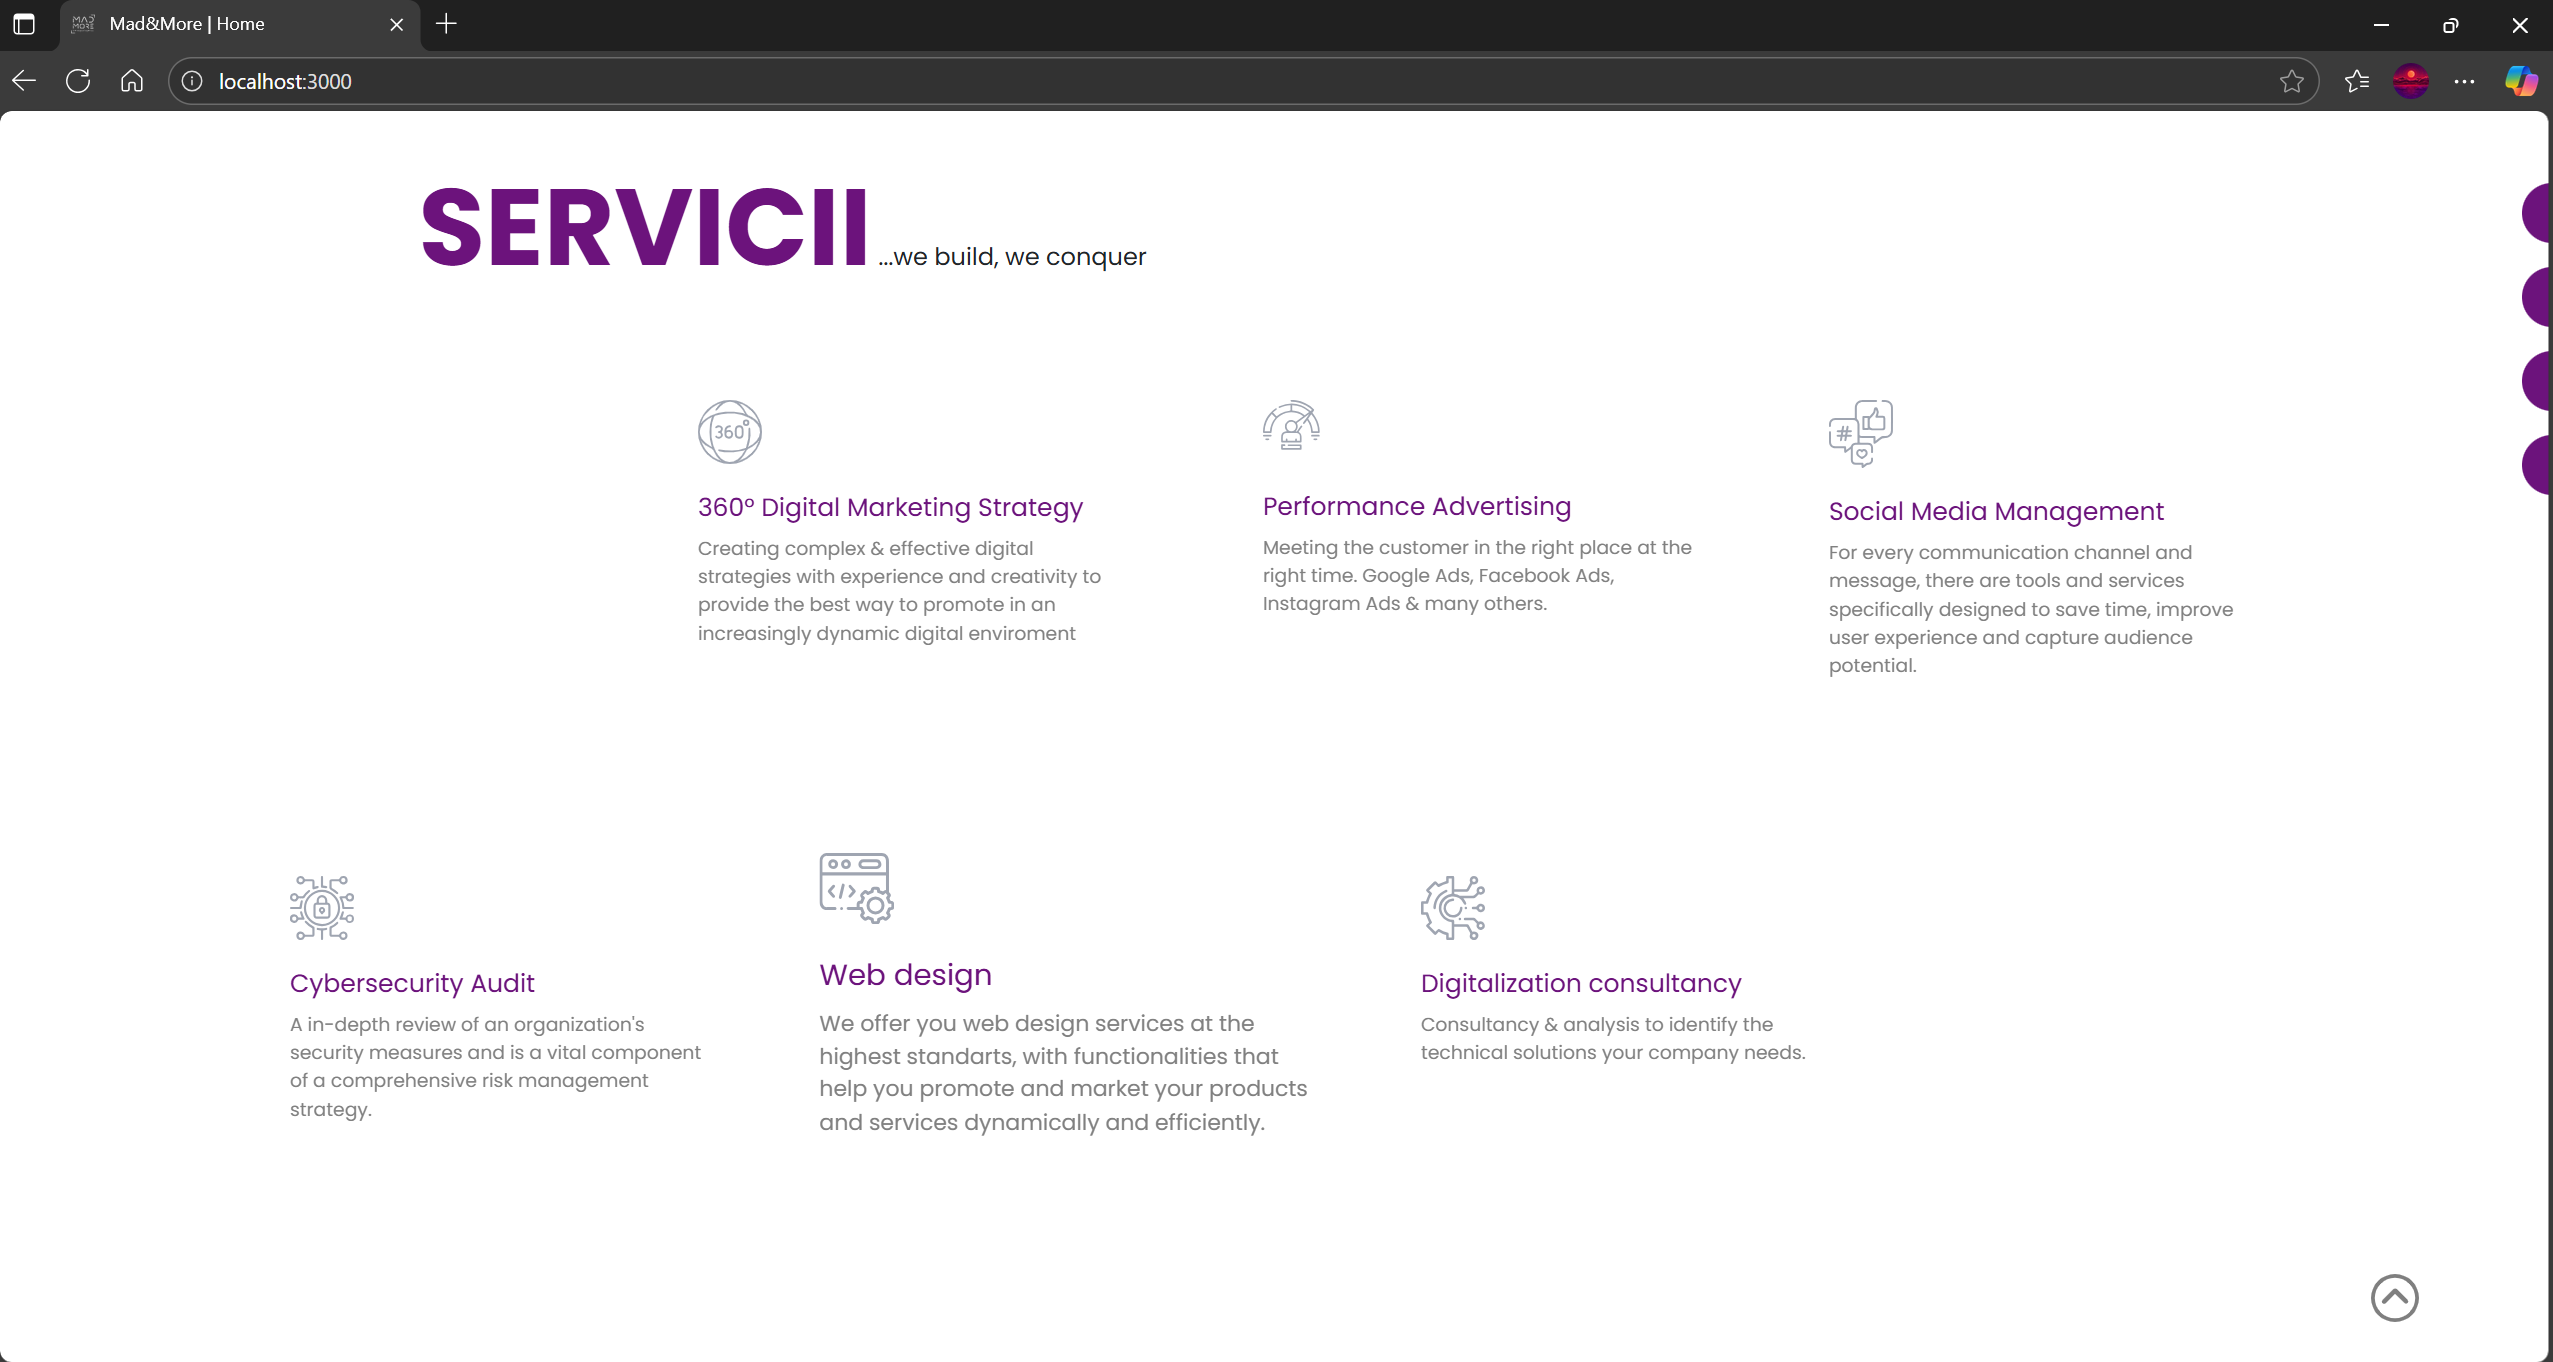 Mad&More | Home
localhost:3000
SERVICII ...we build, we conquer
360°
360° Digital Marketing Strategy
Creating complex & effective digital
strategies with experience and creativity to
provide the best way to promote in an
increasingly dynamic digital enviroment
Performance Advertising
Meeting the customer in the right place at the
right time. Google Ads, Facebook Ads,
Instagram Ads & many others.
#
Social Media Management
For every communication channel and
message, there are tools and services
specifically designed to save time, improve
user experience and capture audience
potential.
Cybersecurity Audit
A in-depth review of an organization's
security measures and is a vital component
of a comprehensive risk management
strategy.
</>
Web design
We offer you web design services at the
highest standarts, with functionalities that
help you promote and market your products
and services dynamically and efficiently.
Digitalization consultancy
Consultancy & analysis to identify the
technical solutions your company needs.